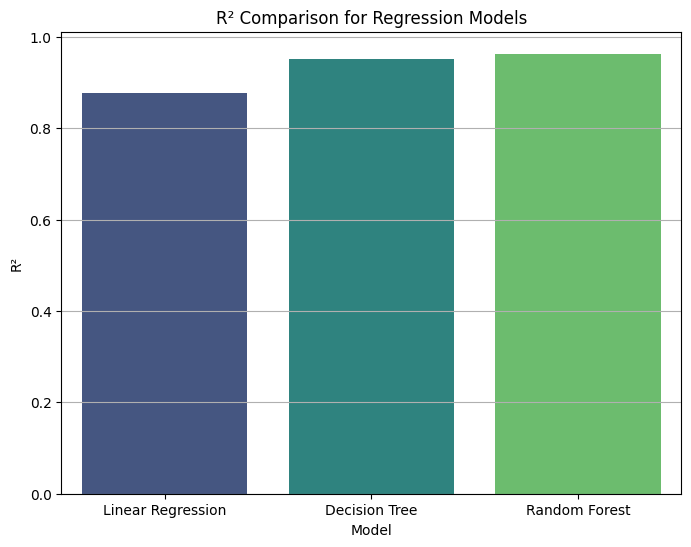 R² Comparison for Regression Models
1.0
0.8
0.6
0.4
0.2
0.0
R²
Linear Regression
Decision Tree
Random Forest
Model